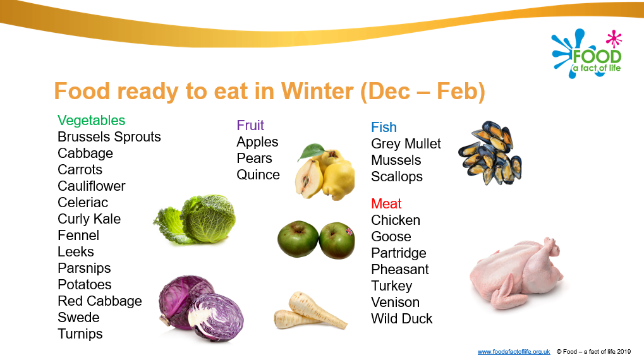 FOOD
a fact of life
Food ready to eat in Winter (Dec – Feb)
Vegetables
Brussels Sprouts
Cabbage
Carrots
Cauliflower
Celeriac
Curly Kale
Fennel
Leeks
Parsnips
Potatoes
Red Cabbage
Swede
Turnips
Fruit
Apples
Pears
Quince
Fish
Grey Mullet
Mussels
Scallops
Meat
Chicken
Goose
Partridge
Pheasant
Turkey
Venison
Wild Duck
www.foodafactoflife.org.uk © Food – a fact of life 2019